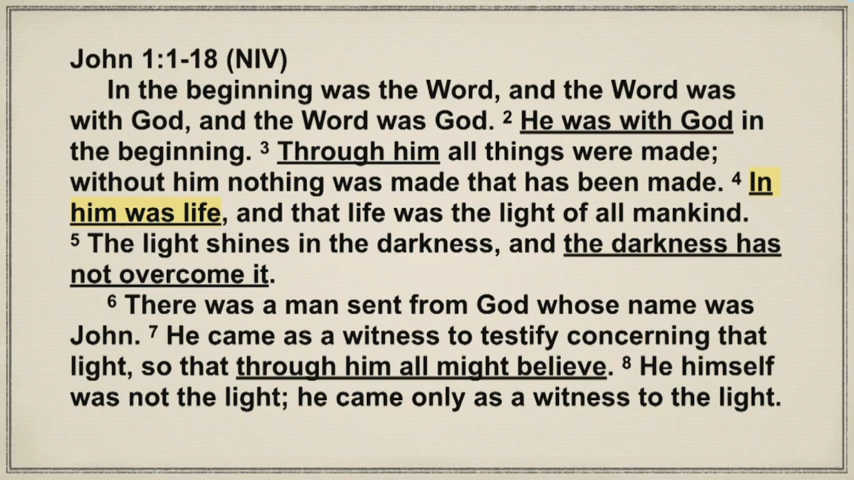 John 1:1-18 (NIV)
In the beginning was the Word, and the Word was
with God, and the Word was God. ² He was with God in
the beginning. ³ Through him all things were made;
without him nothing was made that has been made. ⁴ In
him was life, and that life was the light of all mankind.
⁵ The light shines in the darkness, and the darkness has
not overcome it.
⁶ There was a man sent from God whose name was
John. ⁷ He came as a witness to testify concerning that
light, so that through him all might believe. ⁸ He himself
was not the light; he came only as a witness to the light.